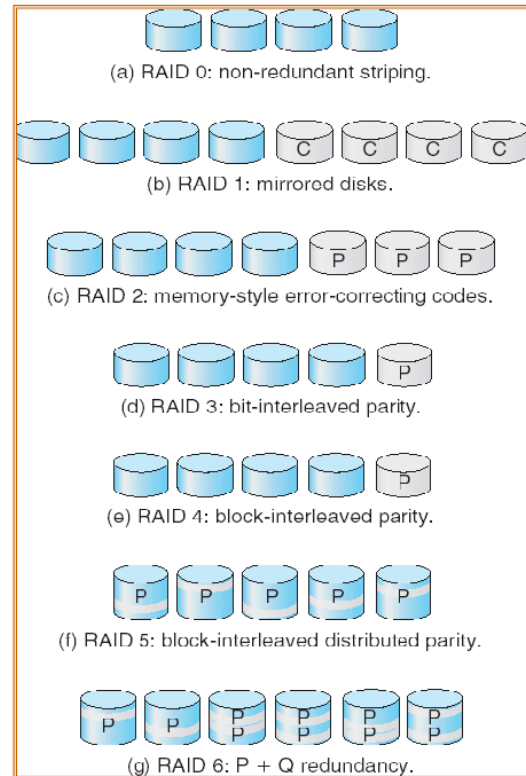 (a) RAID 0: non-redundant striping.
C C C C
(b) RAID 1: mirrored disks.
P P P
(c) RAID 2: memory-style error-correcting codes.
P
(d) RAID 3: bit-interleaved parity.
P
(e) RAID 4: block-interleaved parity.
P P P P P
(f) RAID 5: block-interleaved distributed parity.
P P P P P P
P P P P
(g) RAID 6: P + Q redundancy.